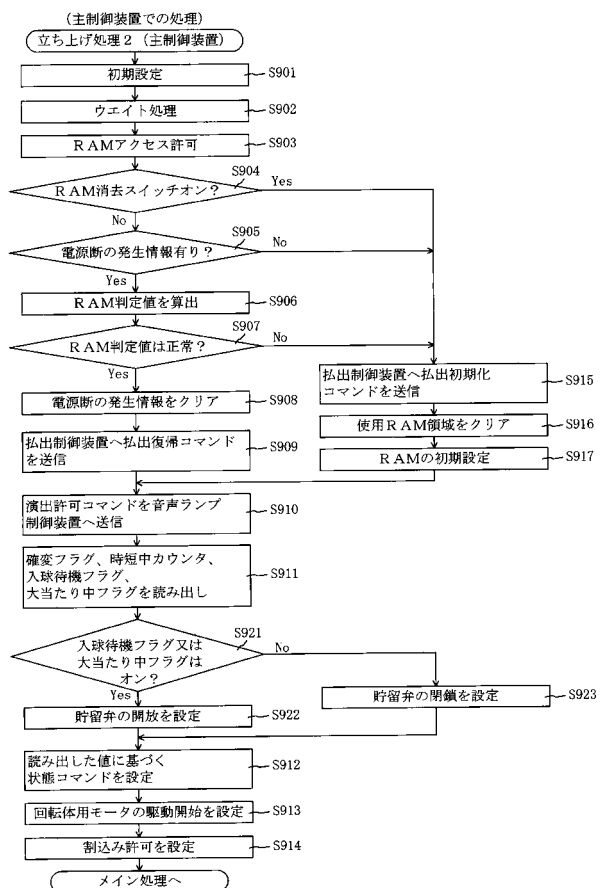 (主制御装置での処理)
立ち上げ処理2 (主制御装置)
初期設定
S901
ウエイト処理
S902
RAMアクセス許可
S903
RAM消去スイッチオン?
S904
Yes
No
電源断の発生情報有り?
S905
No
Yes
RAM判定値を算出
S906
RAM判定値は正常?
S907
No
Yes
電源断の発生情報をクリア
S908
払出制御装置へ払出復帰コマンド
を送信
S909
払出制御装置へ払出初期化
コマンドを送信
S915
使用RAM領域をクリア
S916
RAMの初期設定
S917
演出許可コマンドを音声ランプ
制御装置へ送信
S910
確変フラグ、時短中カウンタ、
入球待機フラグ、
大当たり中フラグを読み出し
S911
入球待機フラグ又は
大当たり中フラグは
オン?
S921
No
Yes
貯留弁の開放を設定
S922
貯留弁の閉鎖を設定
S923
読み出した値に基づく
状態コマンドを設定
S912
回転体用モータの駆動開始を設定
S913
割込み許可を設定
S914
メイン処理へ